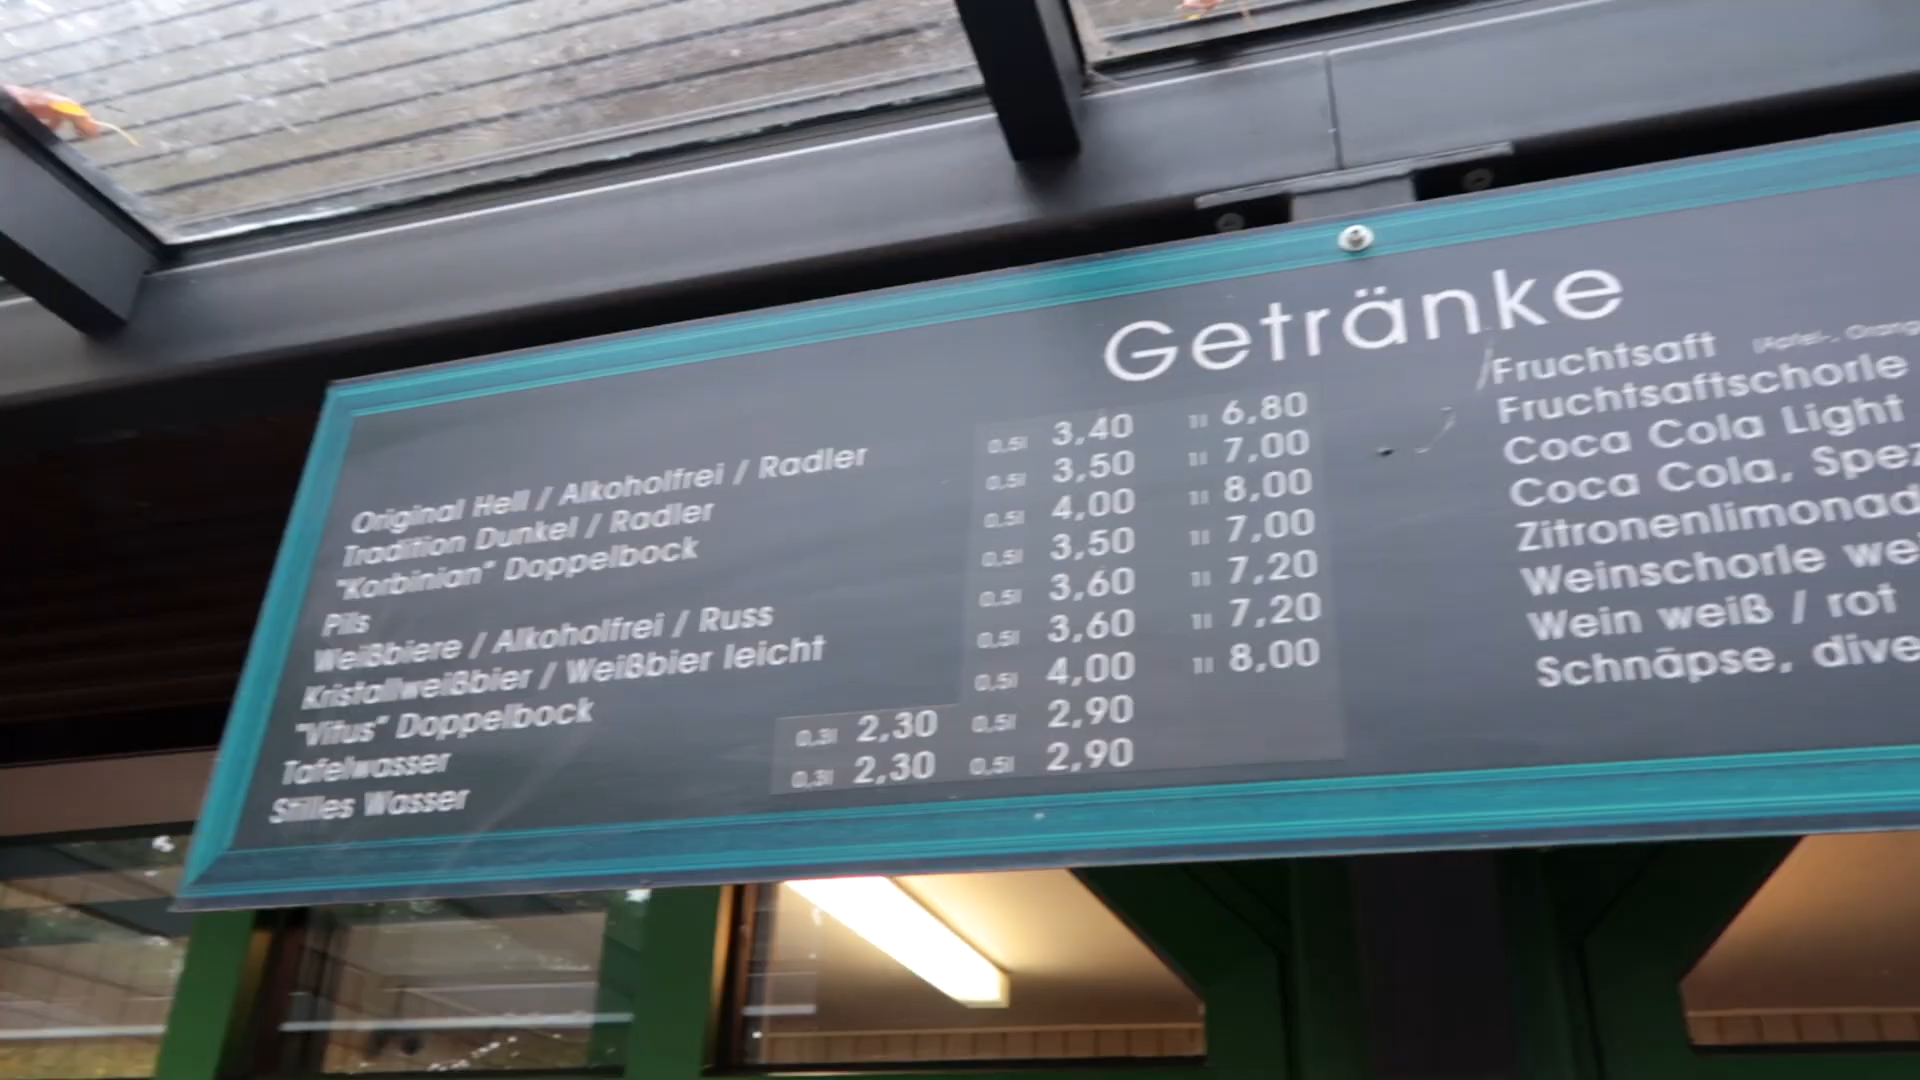 Getränke
Original Hell / Alkoholfrei / Radler 0,5l 3,40 1l 6,80
Tradition Dunkel / Radler 0,5l 3,50 1l 7,00
"Korbinian" Doppelbock 0,5l 4,00 1l 8,00
Pils 0,5l 3,50 1l 7,00
Weißbiere / Alkoholfrei / Russ 0,5l 3,60 1l 7,20
Kristallweißbier / Weißbier leicht 0,5l 3,60 1l 7,20
"Vitus" Doppelbock 0,5l 4,00 1l 8,00
Tafelwasser 0,3l 2,30 0,5l 2,90
Stilles Wasser 0,3l 2,30 0,5l 2,90
Fruchtsaft (Apfel-, Orang
Fruchtsaftschorle
Coca Cola Light
Coca Cola, Spez
Zitronenlimonad
Weinschorle wei
Wein weiß / rot
Schnäpse, dive